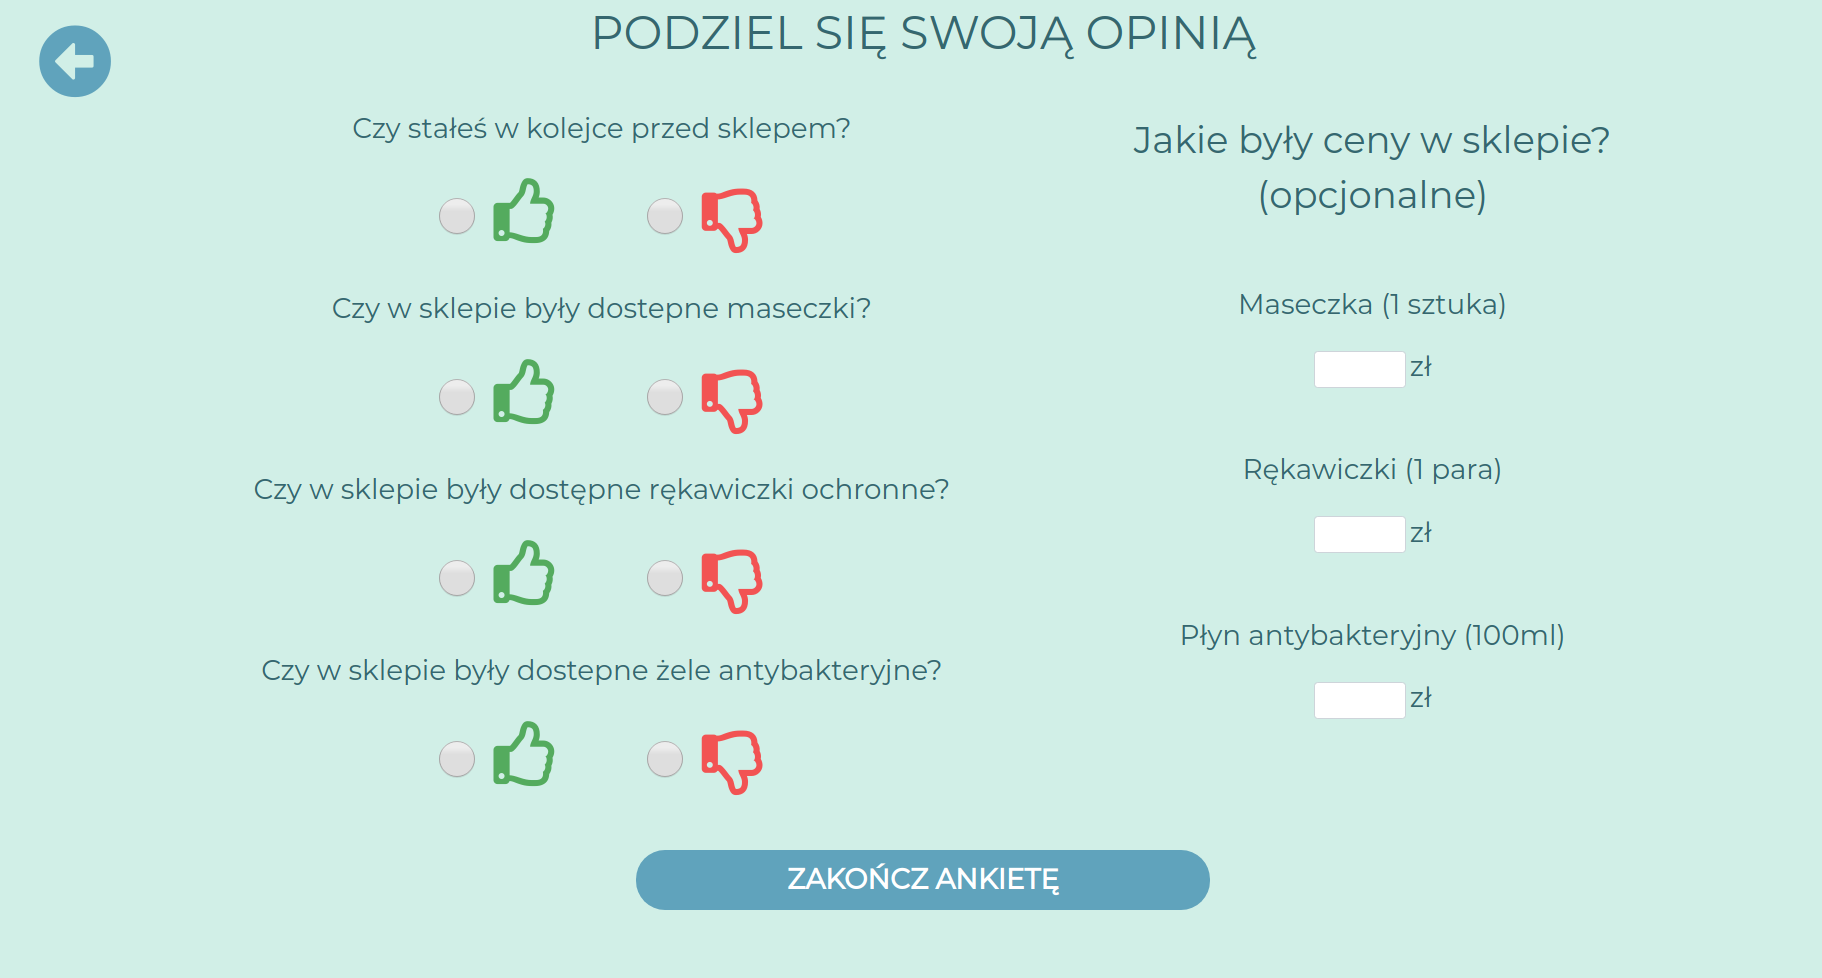 PODZIEL SIĘ SWOJĄ OPINIĄ
Czy stałeś w kolejce przed sklepem?
Czy w sklepie były dostepne maseczki?
Czy w sklepie były dostępne rękawiczki ochronne?
Czy w sklepie były dostepne żele antybakteryjne?
Jakie były ceny w sklepie?
(opcjonalne)
Maseczka (1 sztuka)
zł
Rękawiczki (1 para)
zł
Płyn antybakteryjny (100ml)
zł
ZAKOŃCZ ANKIETĘ